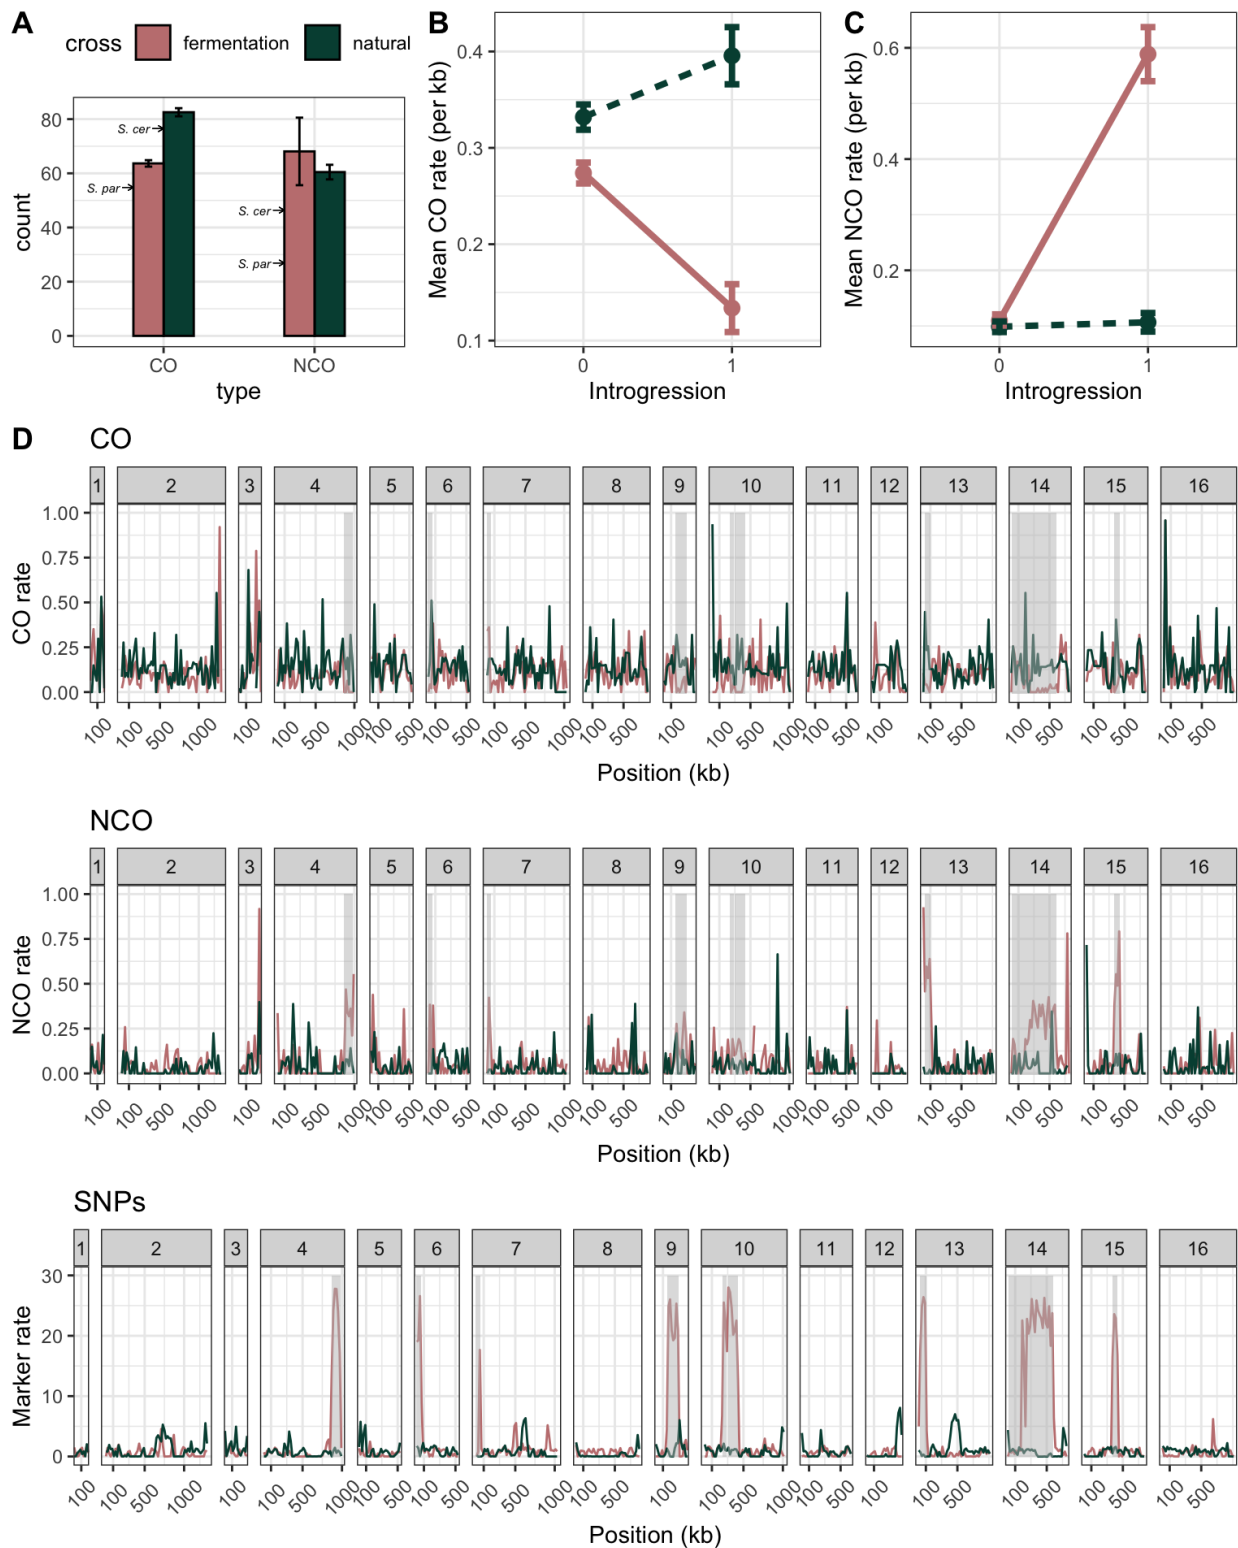 A
cross fermentation natural
count
80
60
40
20
0
S. cer
S. par
S. cer
S. par
CO NCO
type
B
Mean CO rate (per kb)
0.4
0.3
0.2
0.1
0 1
Introgression
C
Mean NCO rate (per kb)
0.6
0.4
0.2
0 1
Introgression
D
CO
1 2 3 4 5 6 7 8 9 10 11 12 13 14 15 16
CO rate
1.00
0.75
0.50
0.25
0.00
100 100 500 1000 100 100 500 1000 100 500 100 500 100 500 1000 100 500 100 100 500 1000 100 500 100 100 500 100 500 100 500 100 500
Position (kb)
NCO
1 2 3 4 5 6 7 8 9 10 11 12 13 14 15 16
NCO rate
1.00
0.75
0.50
0.25
0.00
100 100 500 1000 100 100 500 1000 100 500 100 500 100 500 1000 100 500 100 100 500 1000 100 500 100 100 500 100 500 100 500 100 500
Position (kb)
SNPs
1 2 3 4 5 6 7 8 9 10 11 12 13 14 15 16
Marker rate
30
20
10
0
100 100 500 1000 100 100 500 1000 100 500 100 500 100 500 1000 100 500 100 100 500 1000 100 500 100 100 500 100 500 100 500 100 500
Position (kb)